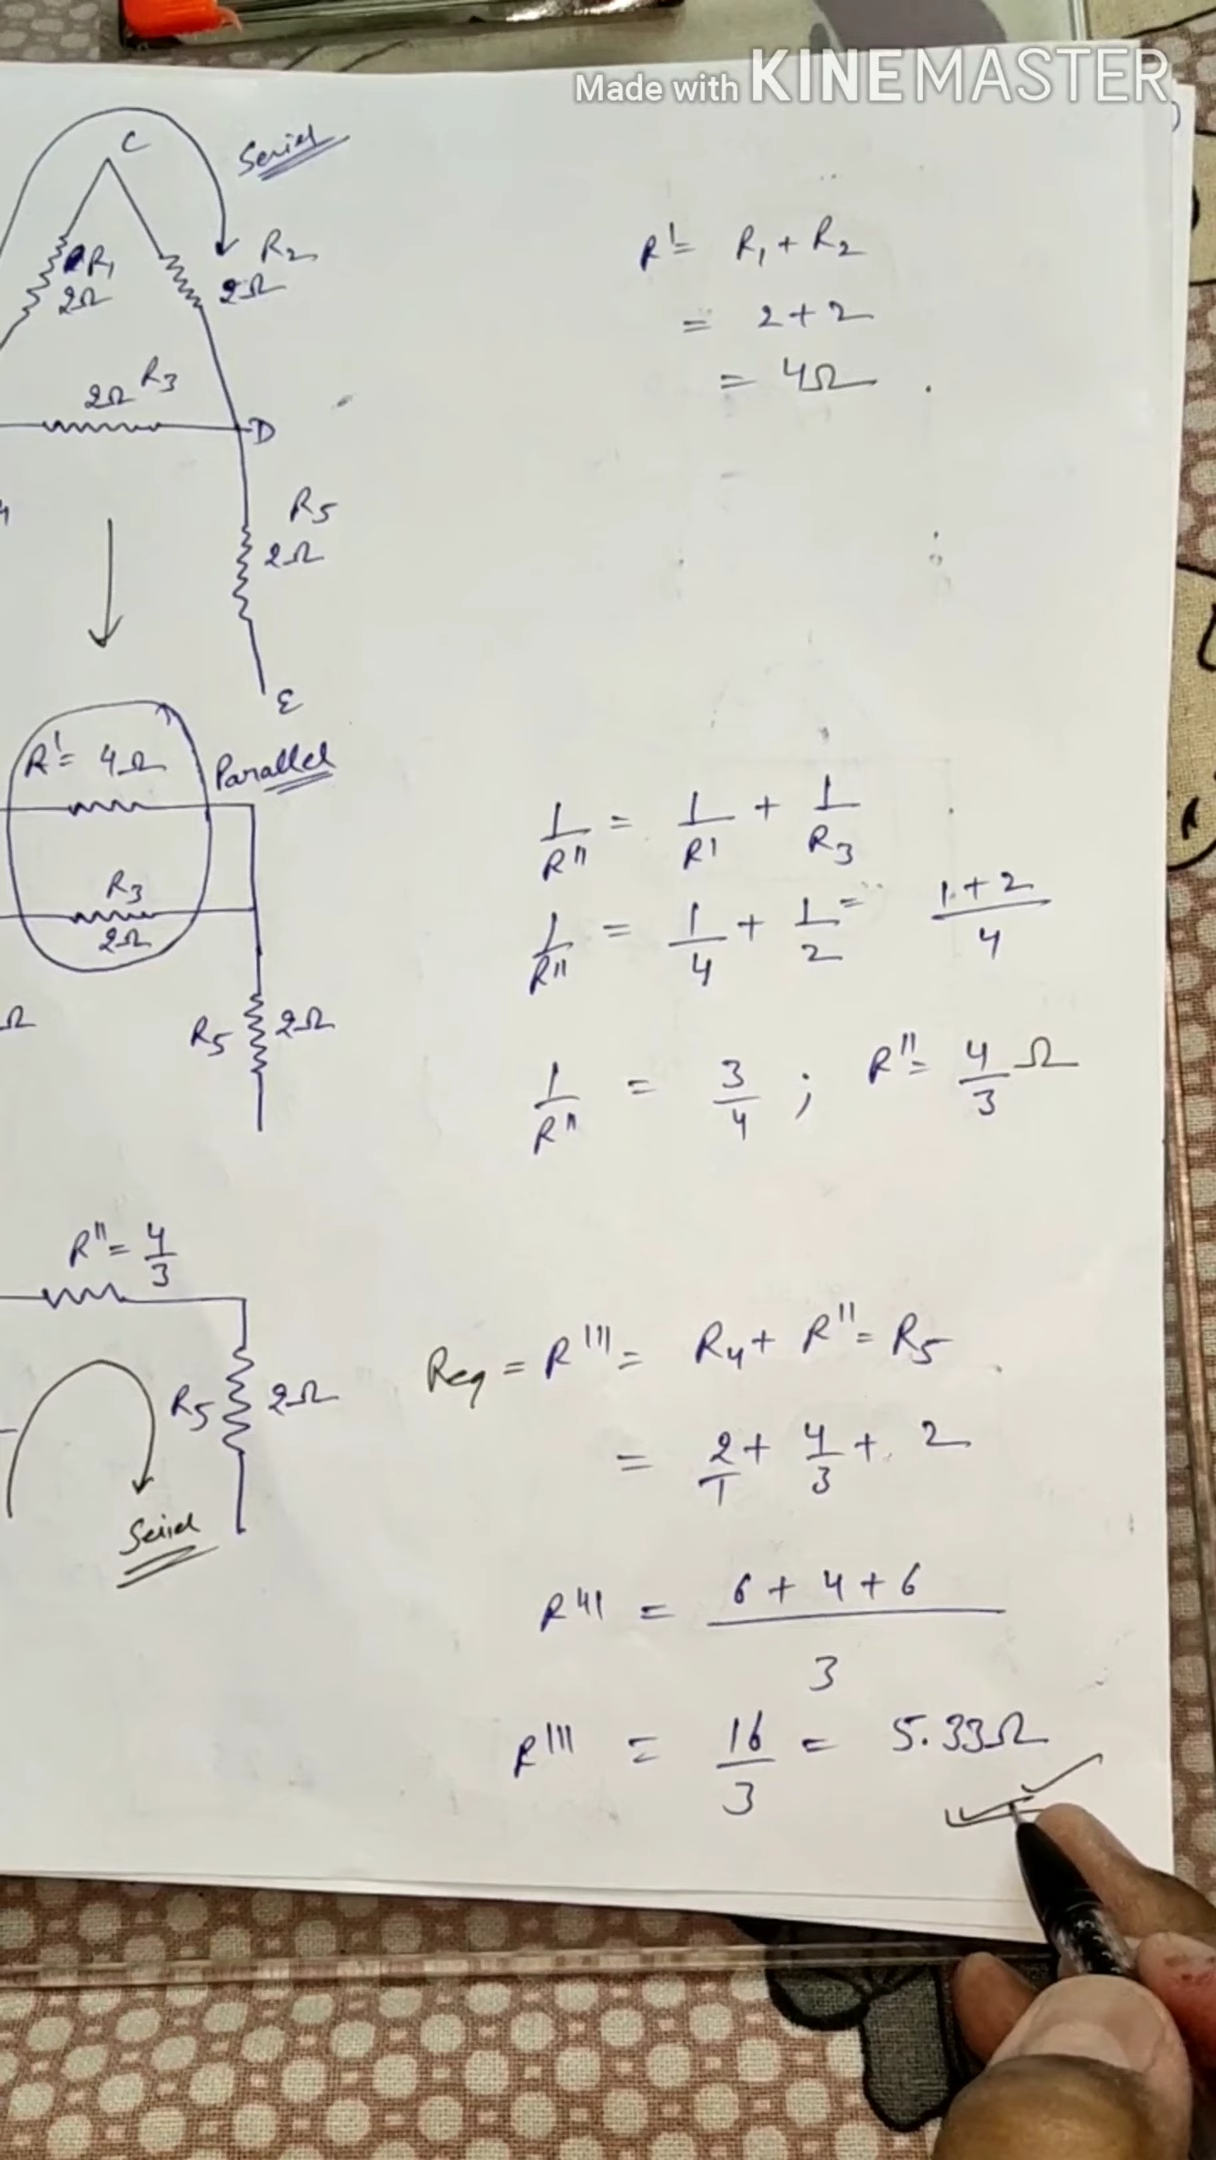 Made with KINEMASTER
C
Serial
R₁
2Ω
R₂
2Ω
R' = R₁ + R₂
= 2 + 2
= 4Ω
2Ω R₃
D
R₅
2Ω
E
R' = 4Ω
Parallel
R₃
2Ω
Ω
R₅ 2Ω
1/R'' = 1/R' + 1/R₃
1/R'' = 1/4 + 1/2 = 1+2/4
1/R'' = 3/4 ; R'' = 4/3 Ω
R'' = 4/3
R₅ 2Ω
Serial
Req = R''' = R₄ + R'' = R₅
= 2/1 + 4/3 + 2
R''' = 6 + 4 + 6 / 3
R''' = 16/3 = 5.33Ω